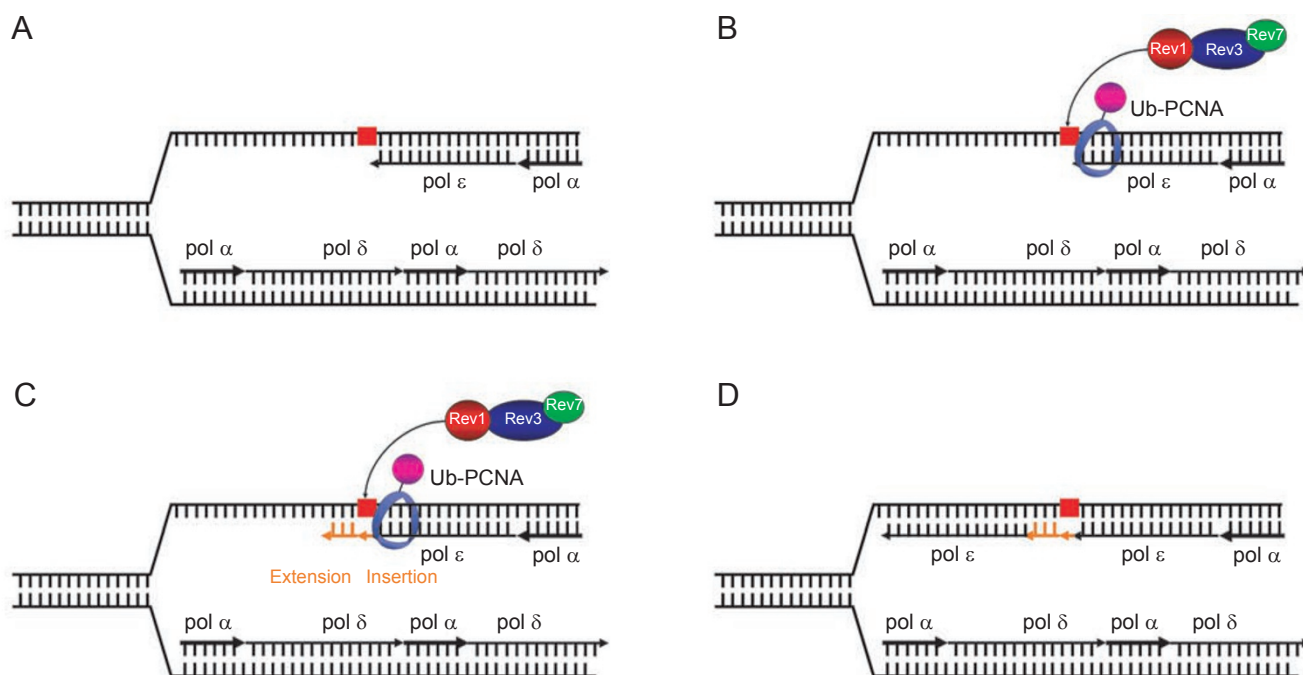 A
pol ε pol α
pol α pol δ pol α pol δ
B
Rev1 Rev3 Rev7
Ub-PCNA
pol ε pol α
pol α pol δ pol α pol δ
C
Rev1 Rev3 Rev7
Ub-PCNA
pol ε pol α
Extension Insertion
pol α pol δ pol α pol δ
D
pol ε pol ε pol α
pol α pol δ pol α pol δ